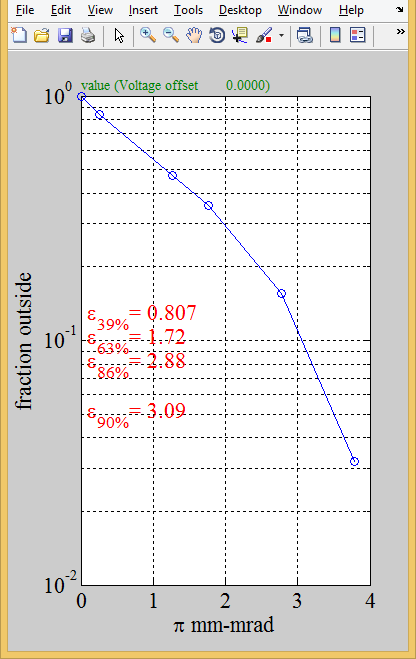 File Edit View Insert Tools Desktop Window Help
value (Voltage offset 0.0000)
10^0
fraction outside
ε39% = 0.807
10^-1
ε63% = 1.72
ε86% = 2.88
ε90% = 3.09
10^-2
0 1 2 3 4
π mm-mrad